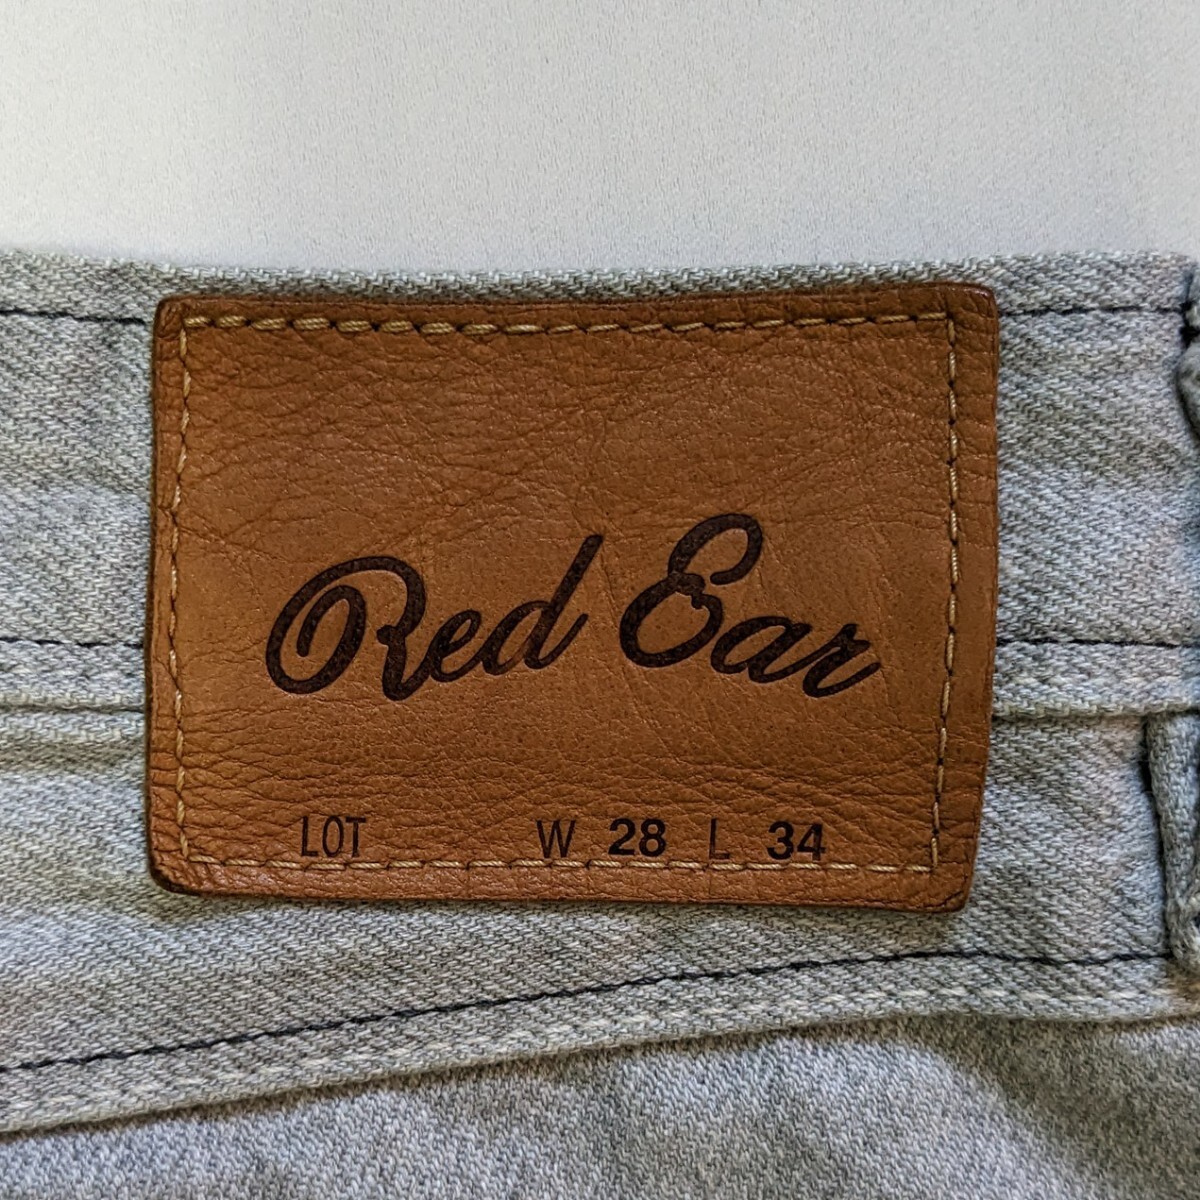 Red Ear
LOT W 28 L 34